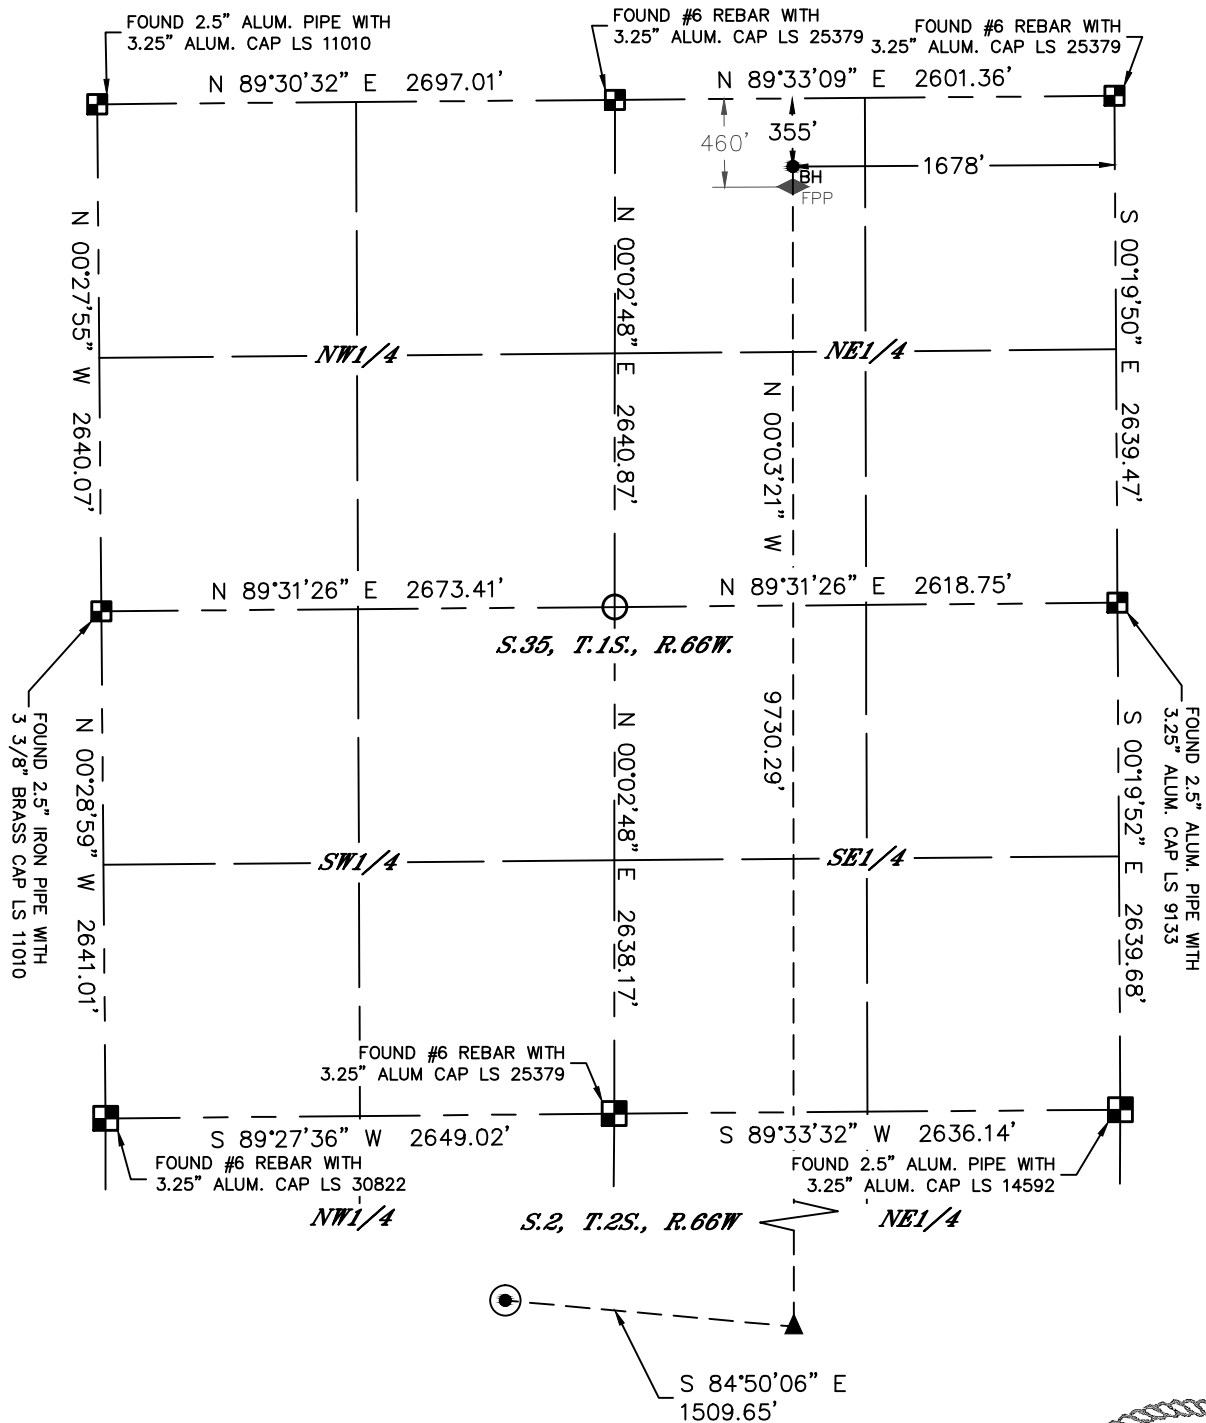 FOUND 2.5" ALUM. PIPE WITH
3.25" ALUM. CAP LS 11010
FOUND #6 REBAR WITH
3.25" ALUM. CAP LS 25379
FOUND #6 REBAR WITH
3.25" ALUM. CAP LS 25379
N 89°30'32" E 2697.01'
N 89°33'09" E 2601.36'
460'
355'
1678'
BH
FPP
N 00°27'55" W 2640.07'
N 00°02'48" E 2640.87'
N 00°03'21" W 9730.29'
S 00°19'50" E 2639.47'
NW1/4
NE1/4
N 89°31'26" E 2673.41'
N 89°31'26" E 2618.75'
S.35, T.1S., R.66W.
FOUND 2.5" IRON PIPE WITH
3 3/8" BRASS CAP LS 11010
N 00°28'59" W 2641.01'
N 00°02'48" E 2638.17'
S 00°19'52" E 2639.68'
FOUND 2.5" ALUM. PIPE WITH
3.25" ALUM. CAP LS 9133
SW1/4
SE1/4
FOUND #6 REBAR WITH
3.25" ALUM CAP LS 25379
S 89°27'36" W 2649.02'
S 89°33'32" W 2636.14'
FOUND #6 REBAR WITH
3.25" ALUM. CAP LS 30822
FOUND 2.5" ALUM. PIPE WITH
3.25" ALUM. CAP LS 14592
NW1/4
S.2, T.2S., R.66W
NE1/4
S 84°50'06" E
1509.65'